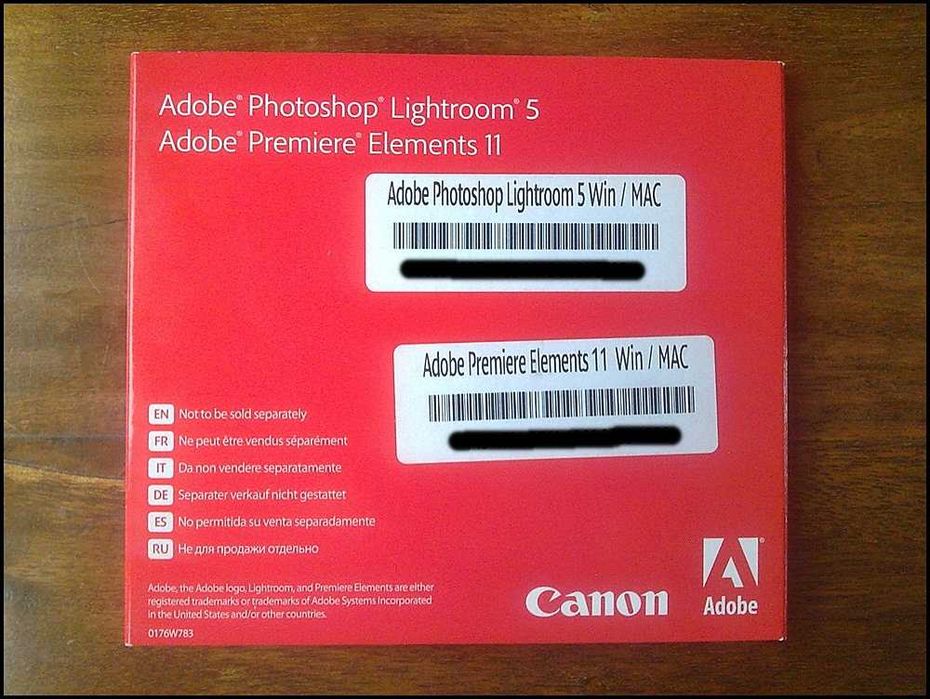 Adobe® Photoshop® Lightroom® 5
Adobe® Premiere® Elements 11
Adobe Photoshop Lightroom 5 Win / MAC
Adobe Premiere Elements 11 Win / MAC
EN Not to be sold separately
FR Ne peut être vendus séparément
IT Da non vendere separatamente
DE Separater verkauf nicht gestattet
ES No permitida su venta separadamente
RU Не для продажи отдельно
Adobe, the Adobe logo, Lightroom, and Premiere Elements are either
registered trademarks or trademarks of Adobe Systems Incorporated
in the United States and/or other countries.
0176W783
Canon
Adobe®